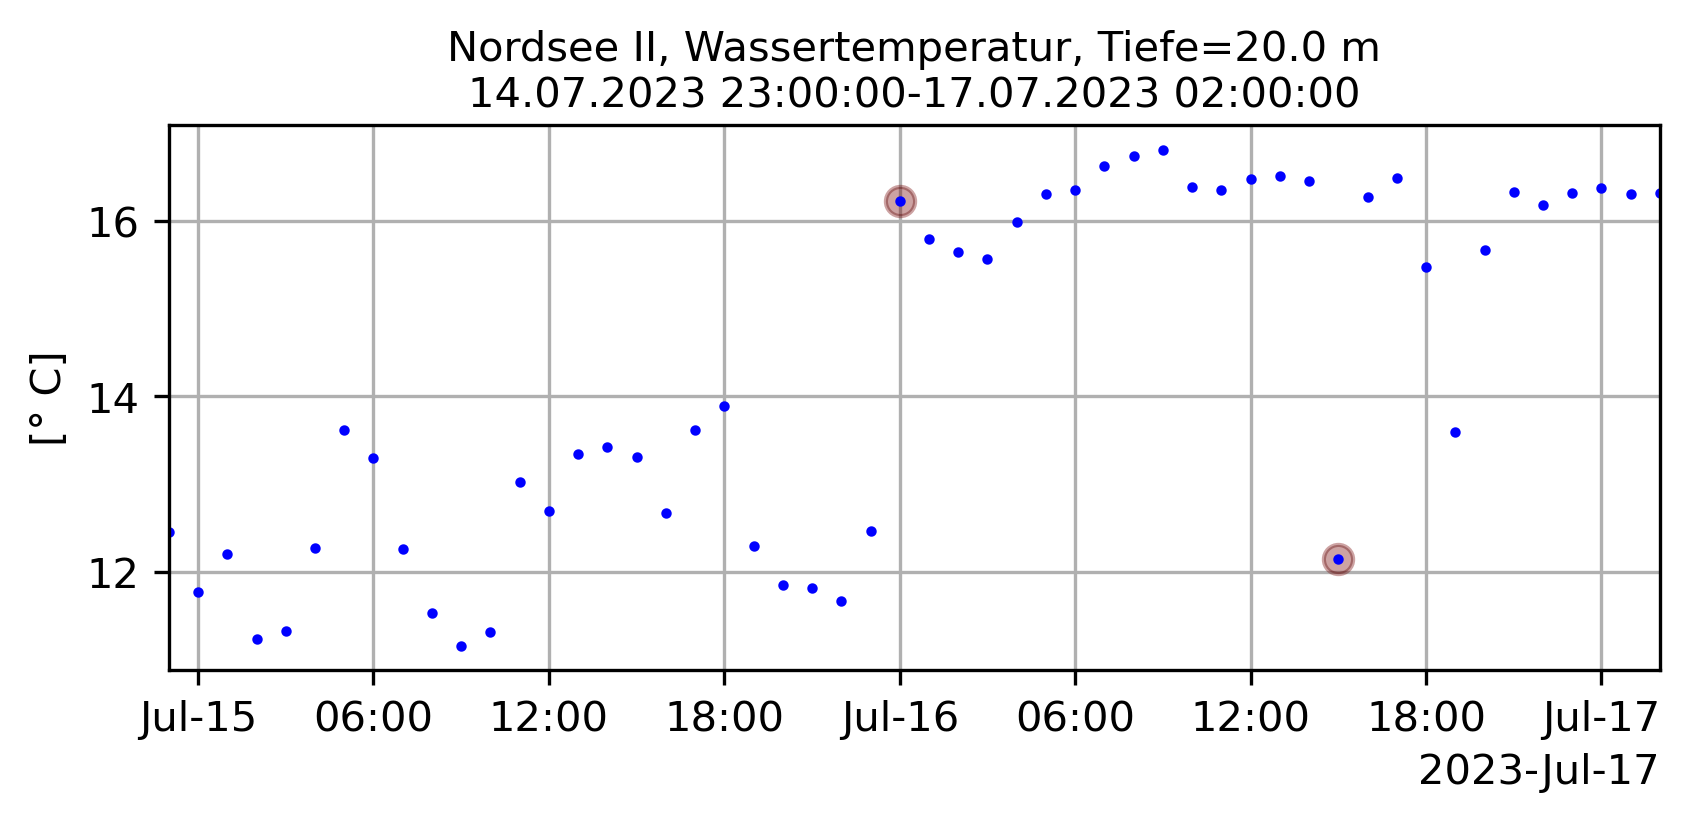 Nordsee II, Wassertemperatur, Tiefe=20.0 m
14.07.2023 23:00:00-17.07.2023 02:00:00
[° C]
16
14
12
Jul-15 06:00 12:00 18:00 Jul-16 06:00 12:00 18:00 Jul-17
2023-Jul-17